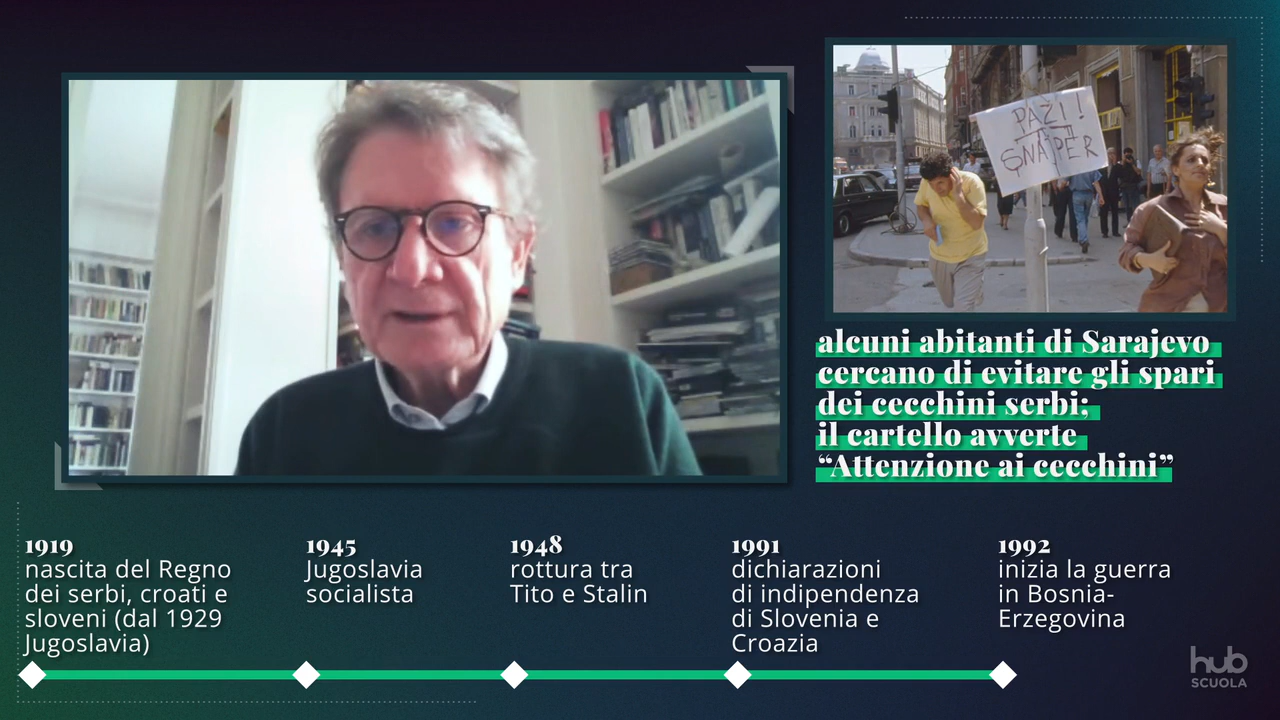 PAZI!
SNAJPER
alcuni abitanti di Sarajevo
cercano di evitare gli spari
dei cecchini serbi;
il cartello avverte
“Attenzione ai cecchini”
1919
nascita del Regno
dei serbi, croati e
sloveni (dal 1929
Jugoslavia)
1945
Jugoslavia
socialista
1948
rottura tra
Tito e Stalin
1991
dichiarazioni
di indipendenza
di Slovenia e
Croazia
1992
inizia la guerra
in Bosnia-
Erzegovina
hub
SCUOLA